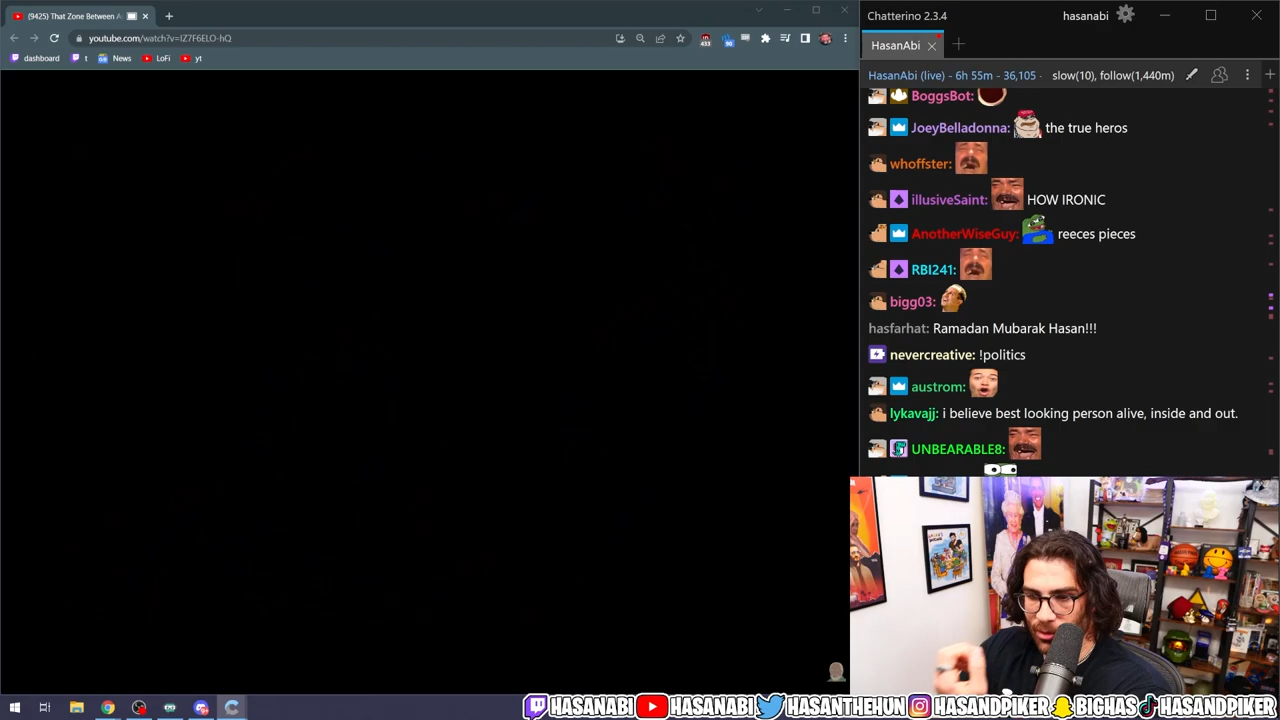 (9425) That Zone Between A
youtube.com/watch?v=IZ7F6ELO-hQ
433
90
dashboard
t
News
LoFi
yt
Chatterino 2.3.4
hasanabi
HasanAbi
HasanAbi (live) - 6h 55m - 36,105 - slow(10), follow(1,440m)
BoggsBot:
JoeyBelladonna: the true heros
whoffster:
illusiveSaint: HOW IRONIC
AnotherWiseGuy: reeces pieces
RBI241:
bigg03:
hasfarhat: Ramadan Mubarak Hasan!!!
nevercreative: !politics
austrom:
lykavajj: i believe best looking person alive, inside and out.
UNBEARABLE8:
HASANABI HASANABI HASANTHEHUN HASANDPIKER BIGHAS HASANDPIKER